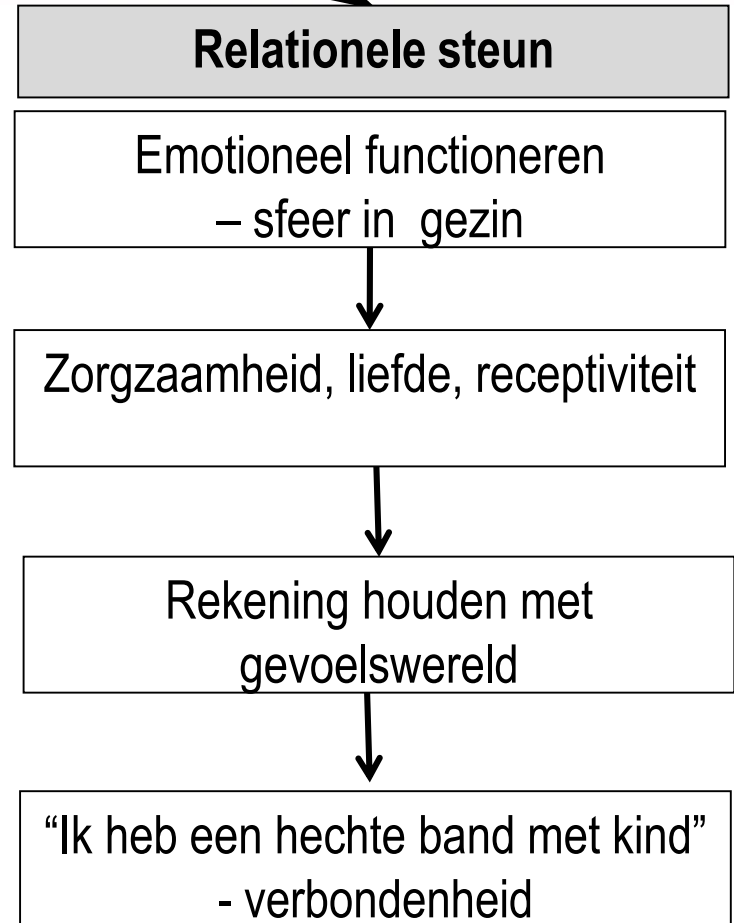 Relationele steun
Emotioneel functioneren
– sfeer in gezin
Zorgzaamheid, liefde, receptiviteit
Rekening houden met
gevoelswereld
“Ik heb een hechte band met kind”
- verbondenheid